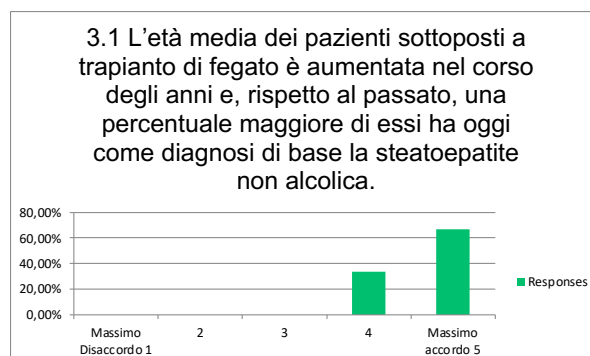 3.1 L'età media dei pazienti sottoposti a
trapianto di fegato è aumentata nel corso
degli anni e, rispetto al passato, una
percentuale maggiore di essi ha oggi
come diagnosi di base la steatoepatite
non alcolica.
80,00%
60,00%
40,00%
20,00%
0,00%
Massimo
Disaccordo 1
2
3
4
Massimo
accordo 5
Responses